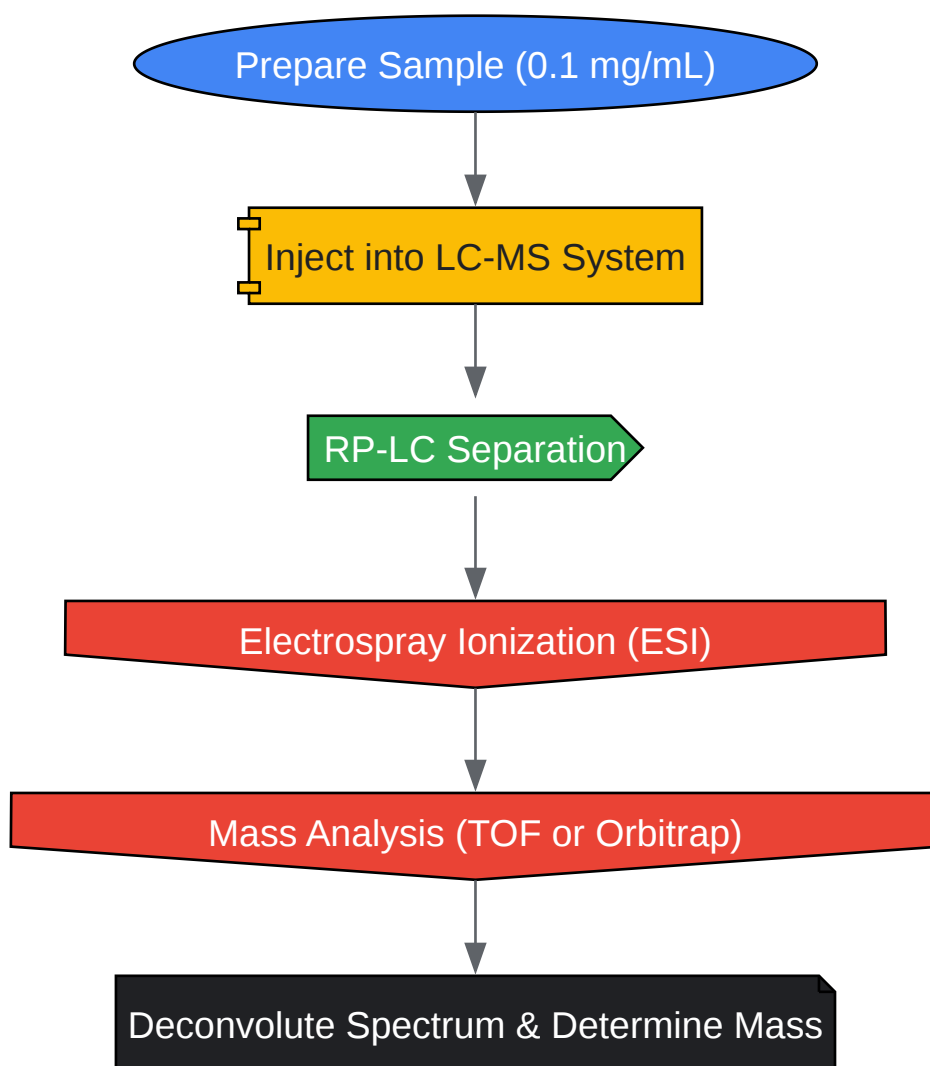 Prepare Sample (0.1 mg/mL)
Inject into LC-MS System
RP-LC Separation
Electrospray Ionization (ESI)
Mass Analysis (TOF or Orbitrap)
Deconvolute Spectrum & Determine Mass